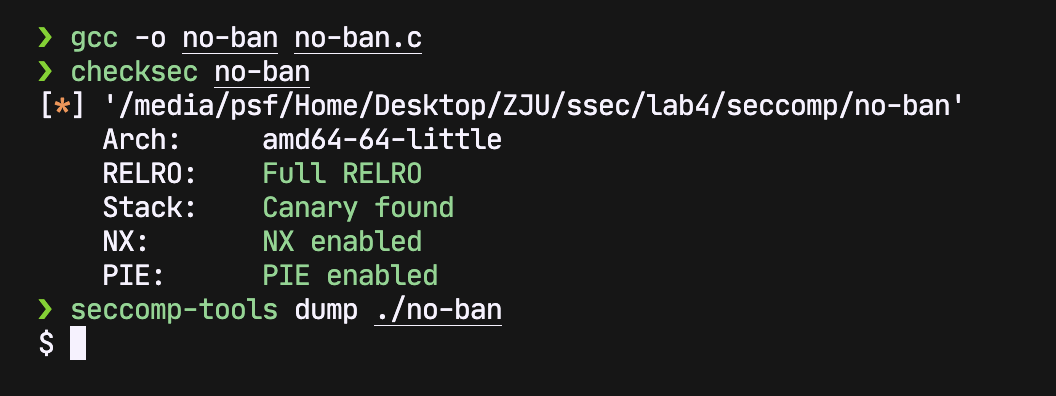 ❯ gcc -o no-ban no-ban.c
❯ checksec no-ban
[*] '/media/psf/Home/Desktop/ZJU/ssec/lab4/seccomp/no-ban'
    Arch:     amd64-64-little
    RELRO:    Full RELRO
    Stack:    Canary found
    NX:       NX enabled
    PIE:      PIE enabled
❯ seccomp-tools dump ./no-ban
$